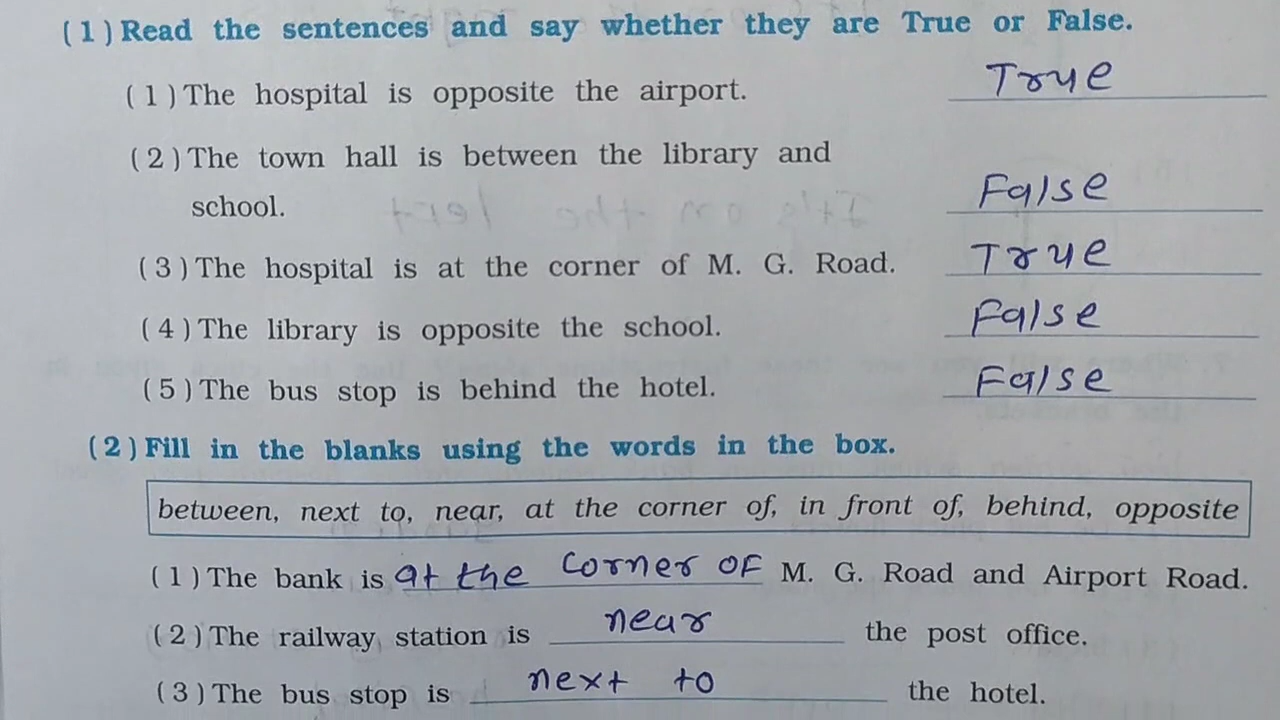 (1) Read the sentences and say whether they are True or False.
(1) The hospital is opposite the airport. True
(2) The town hall is between the library and
school. False
(3) The hospital is at the corner of M. G. Road. True
(4) The library is opposite the school. False
(5) The bus stop is behind the hotel. False
(2) Fill in the blanks using the words in the box.
between, next to, near, at the corner of, in front of, behind, opposite
(1) The bank is at the corner of M. G. Road and Airport Road.
(2) The railway station is near the post office.
(3) The bus stop is next to the hotel.